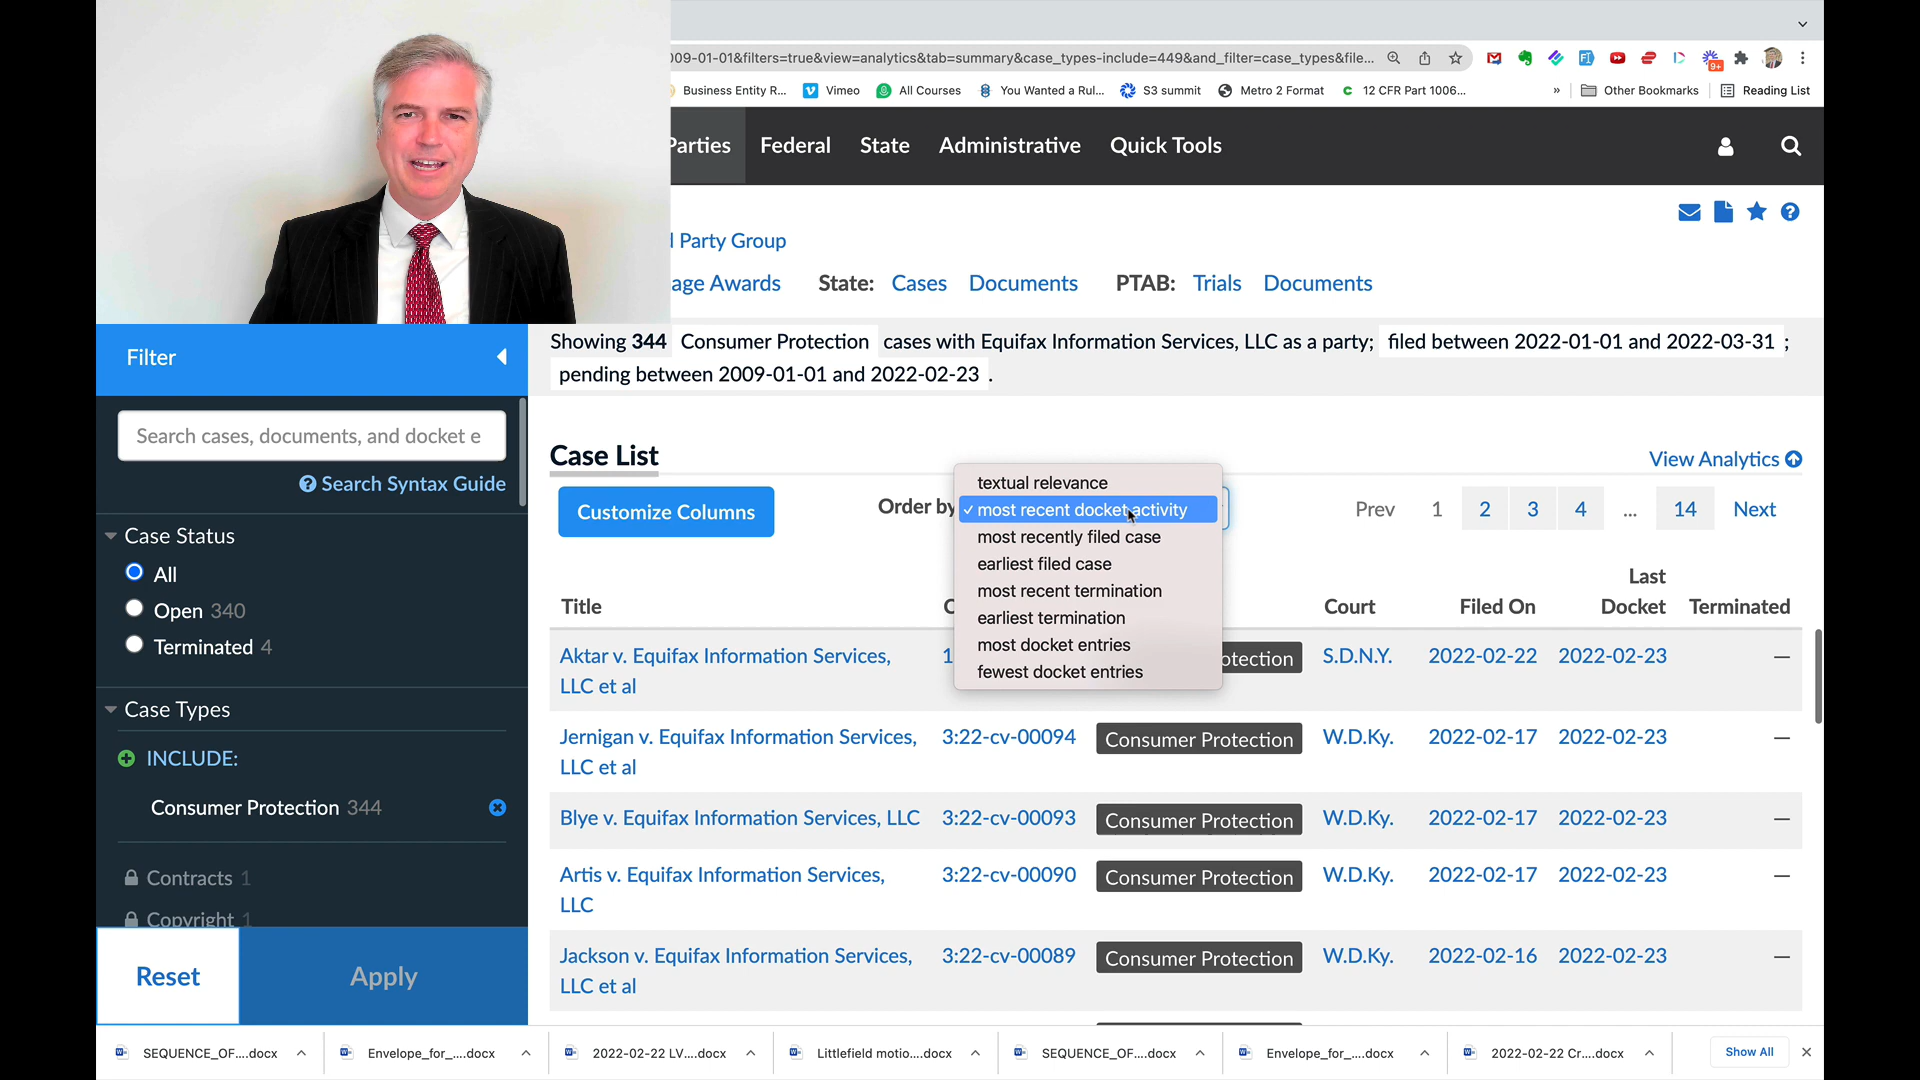 009-01-01&filters=true&view=analytics&tab=summary&case_types-include=449&and_filter=case_types&file...
9+
Business Entity R... Vimeo All Courses You Wanted a Rul... S3 summit Metro 2 Format 12 CFR Part 1006... » Other Bookmarks Reading List
Parties Federal State Administrative Quick Tools
l Party Group
age Awards State: Cases Documents PTAB: Trials Documents
Showing 344 Consumer Protection cases with Equifax Information Services, LLC as a party; filed between 2022-01-01 and 2022-03-31 ;
pending between 2009-01-01 and 2022-02-23 .
Filter
Search cases, documents, and docket e
Search Syntax Guide
Case Status
All
Open 340
Terminated 4
Case Types
INCLUDE:
Consumer Protection 344
Contracts 1
Copyright 1
Reset Apply
Case List
View Analytics
Customize Columns
Order by
textual relevance
✓ most recent docket activity
most recently filed case
earliest filed case
most recent termination
earliest termination
most docket entries
fewest docket entries
Prev 1 2 3 4 ... 14 Next
Title C Court Filed On Last Docket Terminated
Aktar v. Equifax Information Services, 1 otection S.D.N.Y. 2022-02-22 2022-02-23 —
LLC et al
Jernigan v. Equifax Information Services, 3:22-cv-00094 Consumer Protection W.D.Ky. 2022-02-17 2022-02-23 —
LLC et al
Blye v. Equifax Information Services, LLC 3:22-cv-00093 Consumer Protection W.D.Ky. 2022-02-17 2022-02-23 —
Artis v. Equifax Information Services, 3:22-cv-00090 Consumer Protection W.D.Ky. 2022-02-17 2022-02-23 —
LLC
Jackson v. Equifax Information Services, 3:22-cv-00089 Consumer Protection W.D.Ky. 2022-02-16 2022-02-23 —
LLC et al
SEQUENCE_OF....docx Envelope_for_....docx 2022-02-22 LV....docx Littlefield motio....docx SEQUENCE_OF....docx Envelope_for_....docx 2022-02-22 Cr....docx Show All